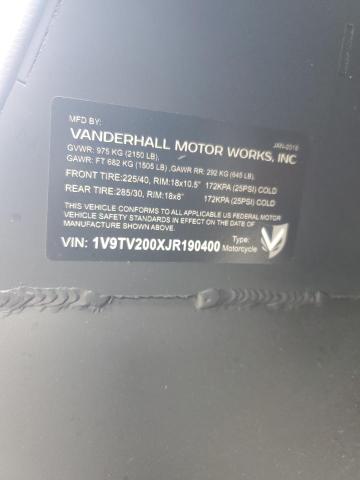 MFD BY:
JAN-2018
VANDERHALL MOTOR WORKS, INC
GVWR: 975 KG (2150 LB),
GAWR: FT 682 KG (1505 LB), GAWR RR: 292 KG (645 LB),
FRONT TIRE:225/40, RIM:18x10.5" 172KPA (25PSI) COLD
REAR TIRE:285/30, RIM:18x8" 172KPA (25PSI) COLD
THIS VEHICLE CONFORMS TO ALL APPLICABLE US FEDERAL MOTOR
VEHICLE SAFETY STANDARDS IN EFFECT ON THE DATE OF
MANUFACTURE SHOWN ABOVE.
VIN: 1V9TV200XJR190400
Type:
Motorcycle